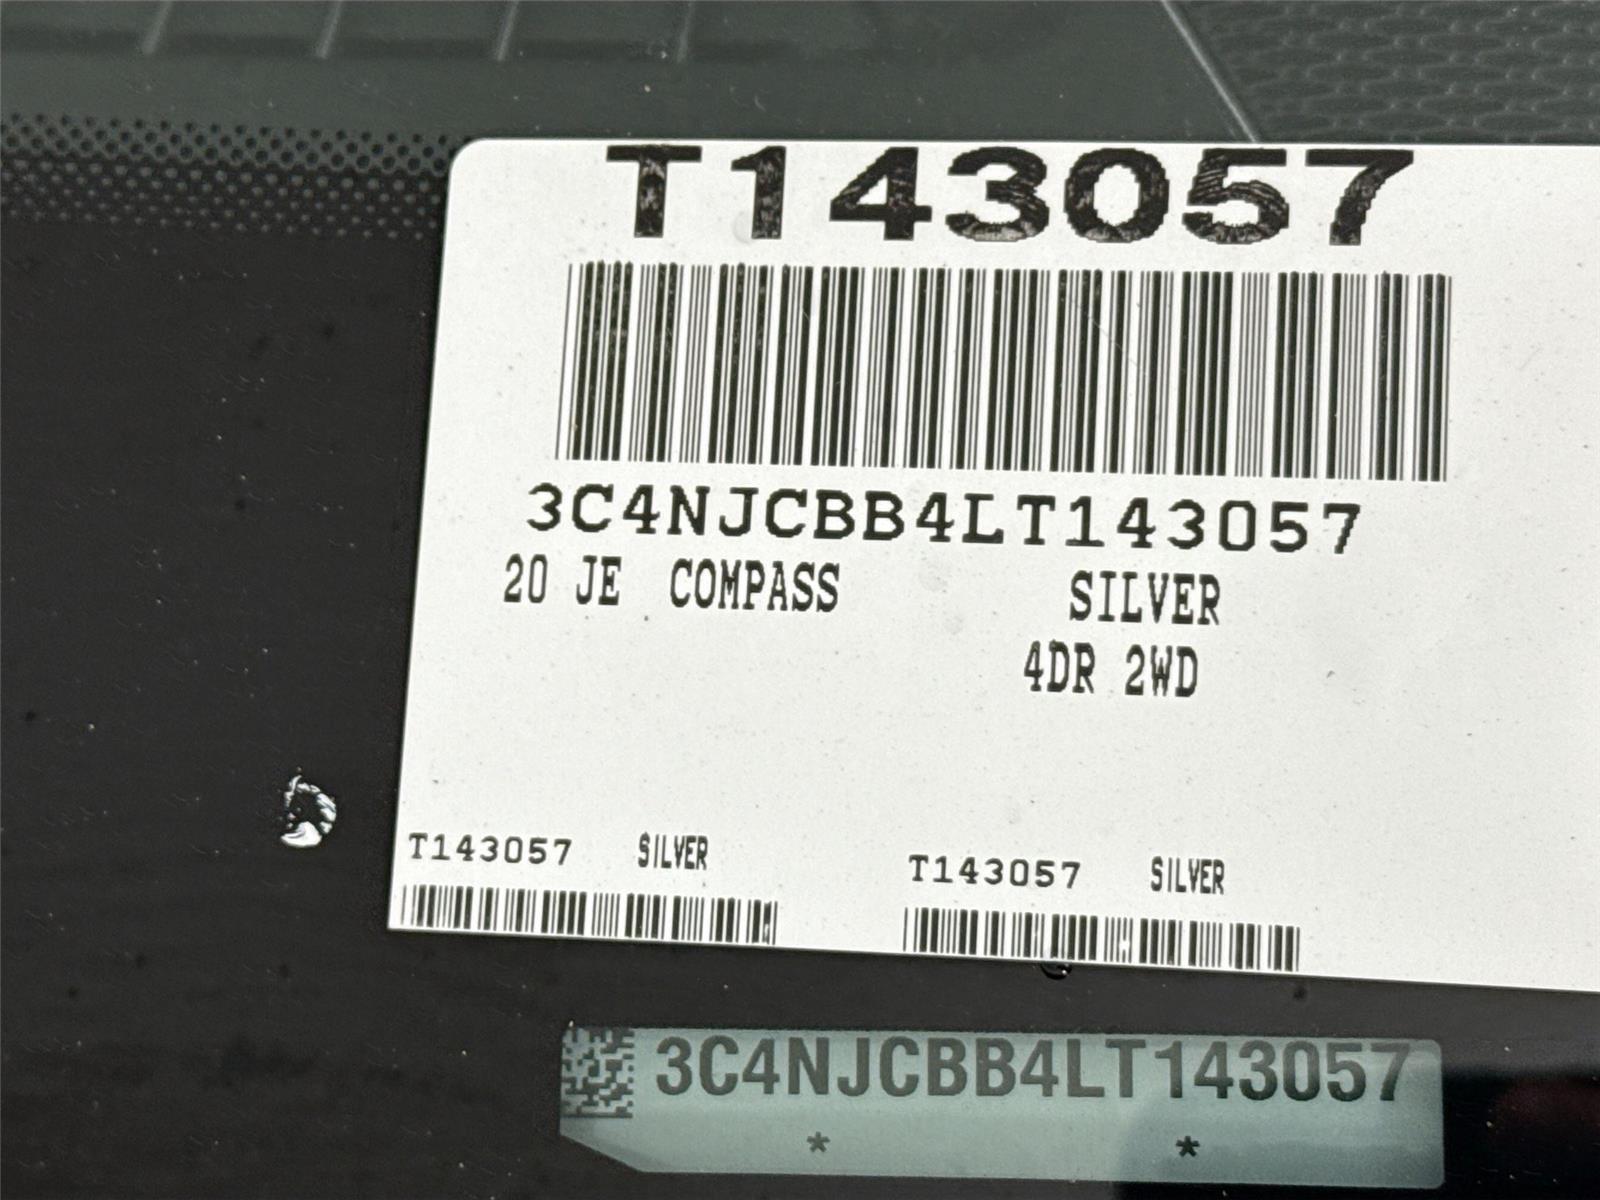 T143057
3C4NJCBB4LT143057
20 JE COMPASS SILVER
4DR 2WD
T143057 SILVER T143057 SILVER
3C4NJCBB4LT143057
* *